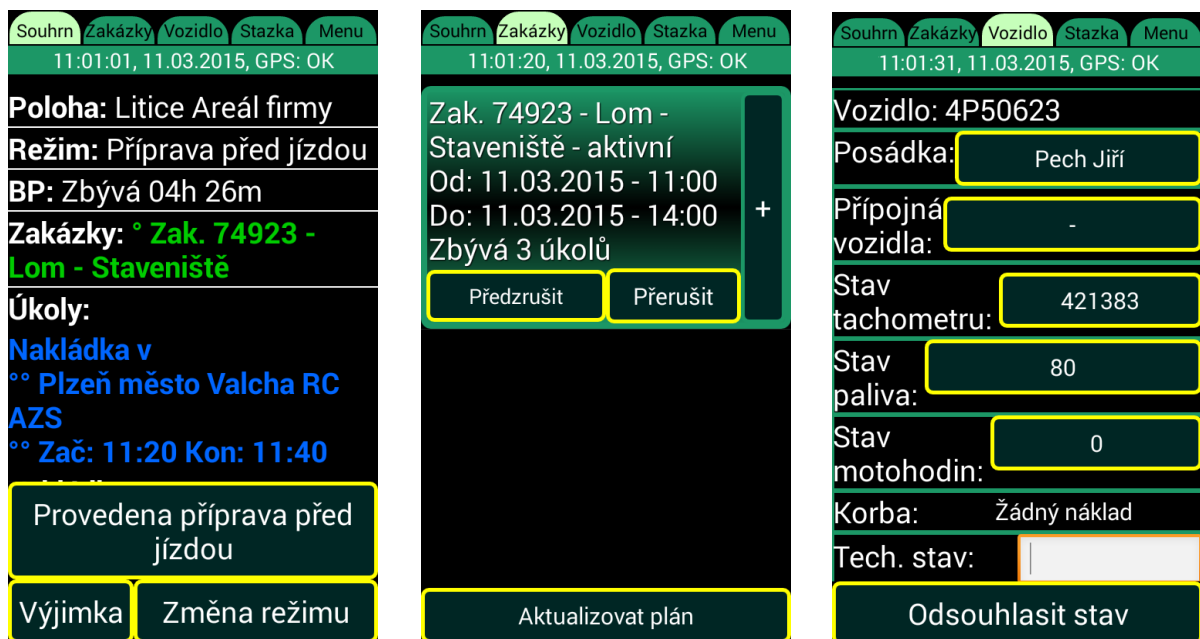 Souhrn Zakázky Vozidlo Stazka Menu
11:01:01, 11.03.2015, GPS: OK
Poloha: Litice Areál firmy
Režim: Příprava před jízdou
BP: Zbývá 04h 26m
Zakázky: ° Zak. 74923 -
Lom - Staveniště
Úkoly:
Nakládka v
°° Plzeň město Valcha RC
AZS
°° Zač: 11:20 Kon: 11:40
Provedena příprava před
jízdou
Výjimka Změna režimu
Souhrn Zakázky Vozidlo Stazka Menu
11:01:20, 11.03.2015, GPS: OK
Zak. 74923 - Lom -
Staveniště - aktivní
Od: 11.03.2015 - 11:00
Do: 11.03.2015 - 14:00
+
Zbývá 3 úkolů
Předzrušit Přerušit
Aktualizovat plán
Souhrn Zakázky Vozidlo Stazka Menu
11:01:31, 11.03.2015, GPS: OK
Vozidlo: 4P50623
Posádka: Pech Jiří
Přípojná
vozidla: -
Stav
tachometru: 421383
Stav
paliva: 80
Stav
motohodin: 0
Korba: Žádný náklad
Tech. stav:
Odsouhlasit stav